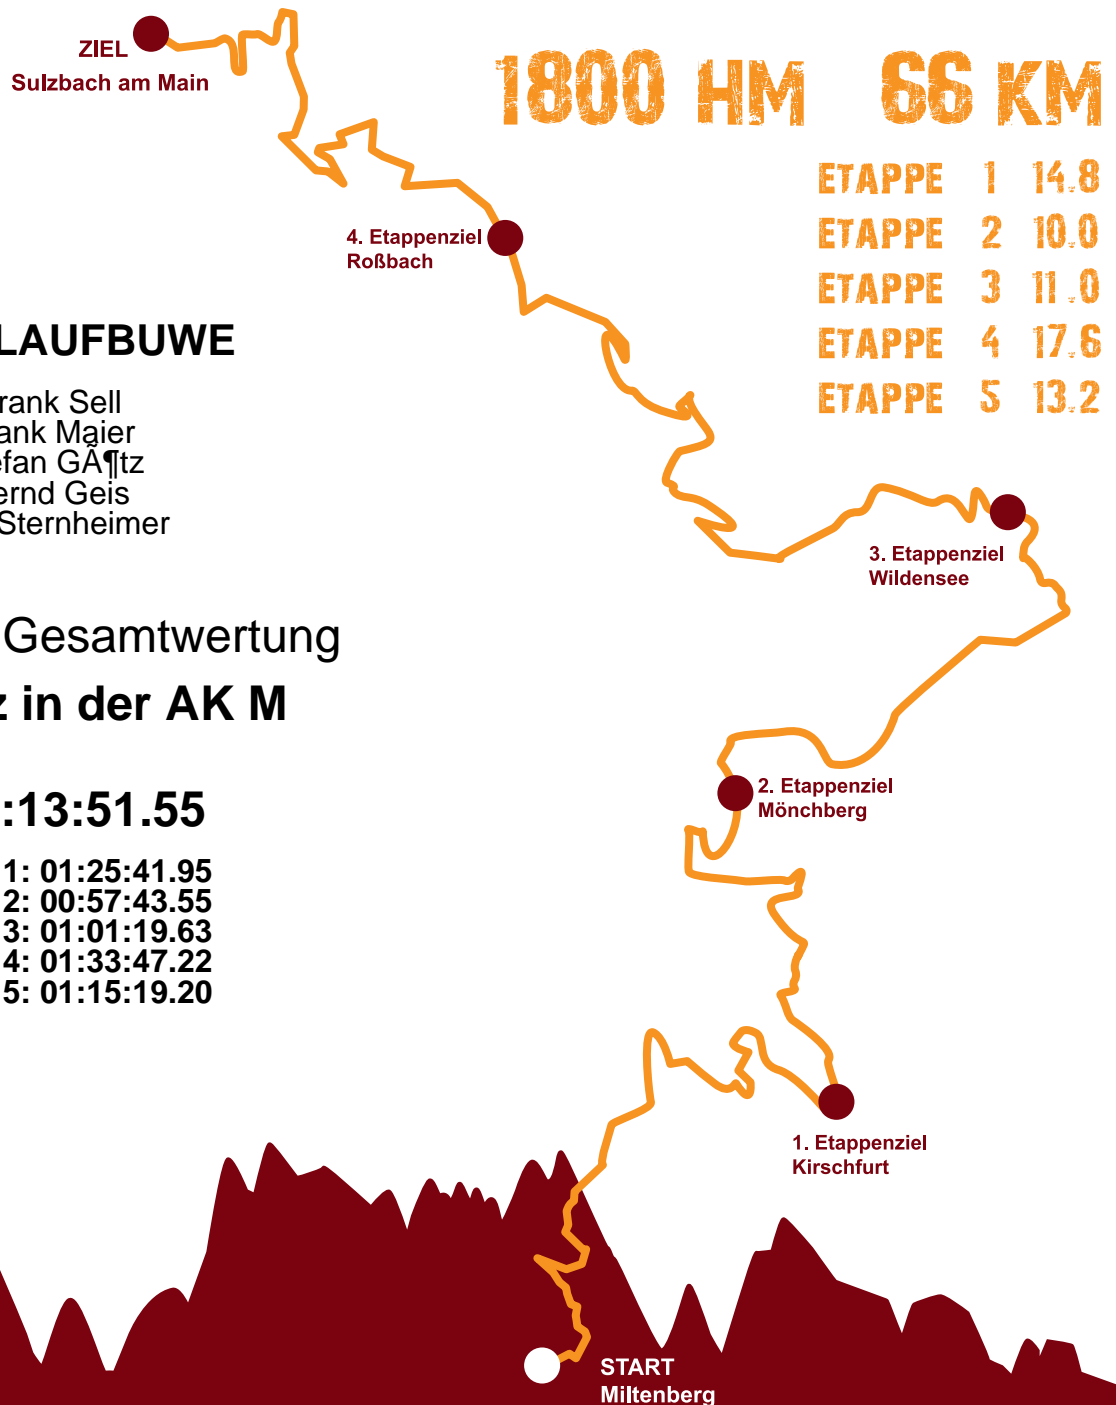 ZIEL
Sulzbach am Main
1800 HM 66 KM
ETAPPE 1 14.8
ETAPPE 2 10.0
ETAPPE 3 11.0
ETAPPE 4 17.6
ETAPPE 5 13.2
4. Etappenziel
Roßbach
LAUFBUWE
rank Sell
ank Maier
efan GÃ¶tz
ernd Geis
Sternheimer
3. Etappenziel
Wildensee
Gesamtwertung
z in der AK M
2. Etappenziel
Mönchberg
:13:51.55
1: 01:25:41.95
2: 00:57:43.55
3: 01:01:19.63
4: 01:33:47.22
5: 01:15:19.20
1. Etappenziel
Kirschfurt
START
Miltenberg